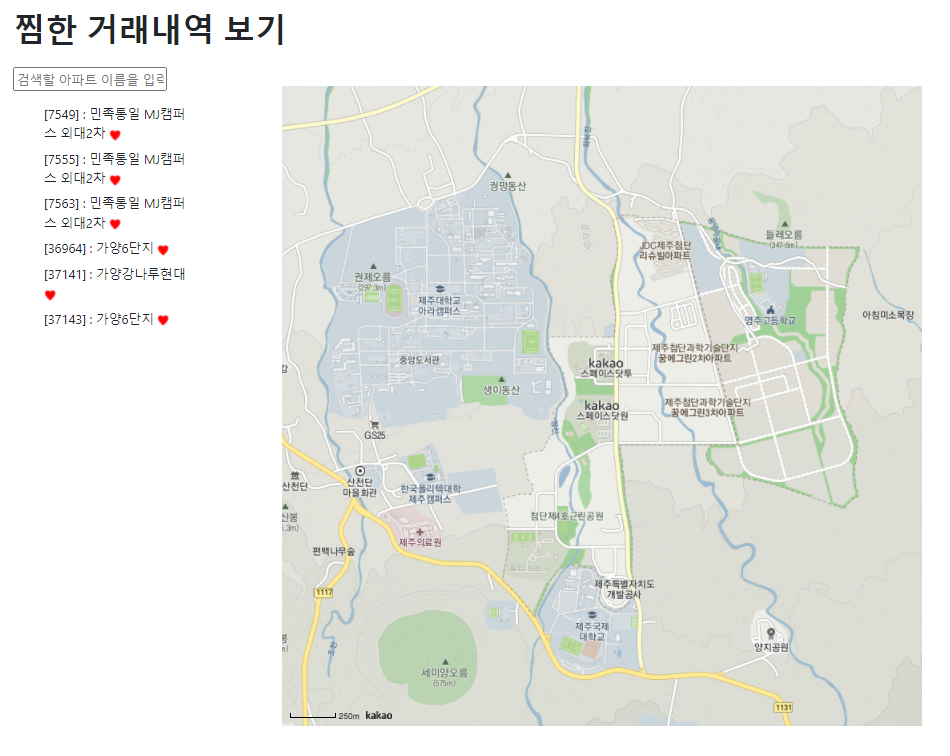 찜한 거래내역 보기
검색할 아파트 이름을 입력
[7549] : 민족통일 MJ캠퍼
스 외대2차
[7555] : 민족통일 MJ캠퍼
스 외대2차
[7563] : 민족통일 MJ캠퍼
스 외대2차
[36964] : 가양6단지
[37141] : 가양강나루현대
[37143] : 가양6단지
궝망동산
들레오름
(347.6m)
JDC제주첨단
리슈빌아파트
권제오름
(297.3m)
제주대학교
아라캠퍼스
영주고등학교
아침미소목장
중앙도서관
kakao
스페이스닷투
제주첨단과학기술단지
꿈에그린2차아파트
생이동산
kakao
스페이스닷원
제주첨단과학기술단지
꿈에그린3차아파트
GS25
산천단
산천단
마을회관
한국폴리텍대학
제주캠퍼스
산봉
5.3m)
첨단제4호근린공원
제주의료원
편백나무숲
제주특별자치도
개발공사
1117
제주국제
대학교
양지공원
세미양오름
(575m)
1131
250m kakao